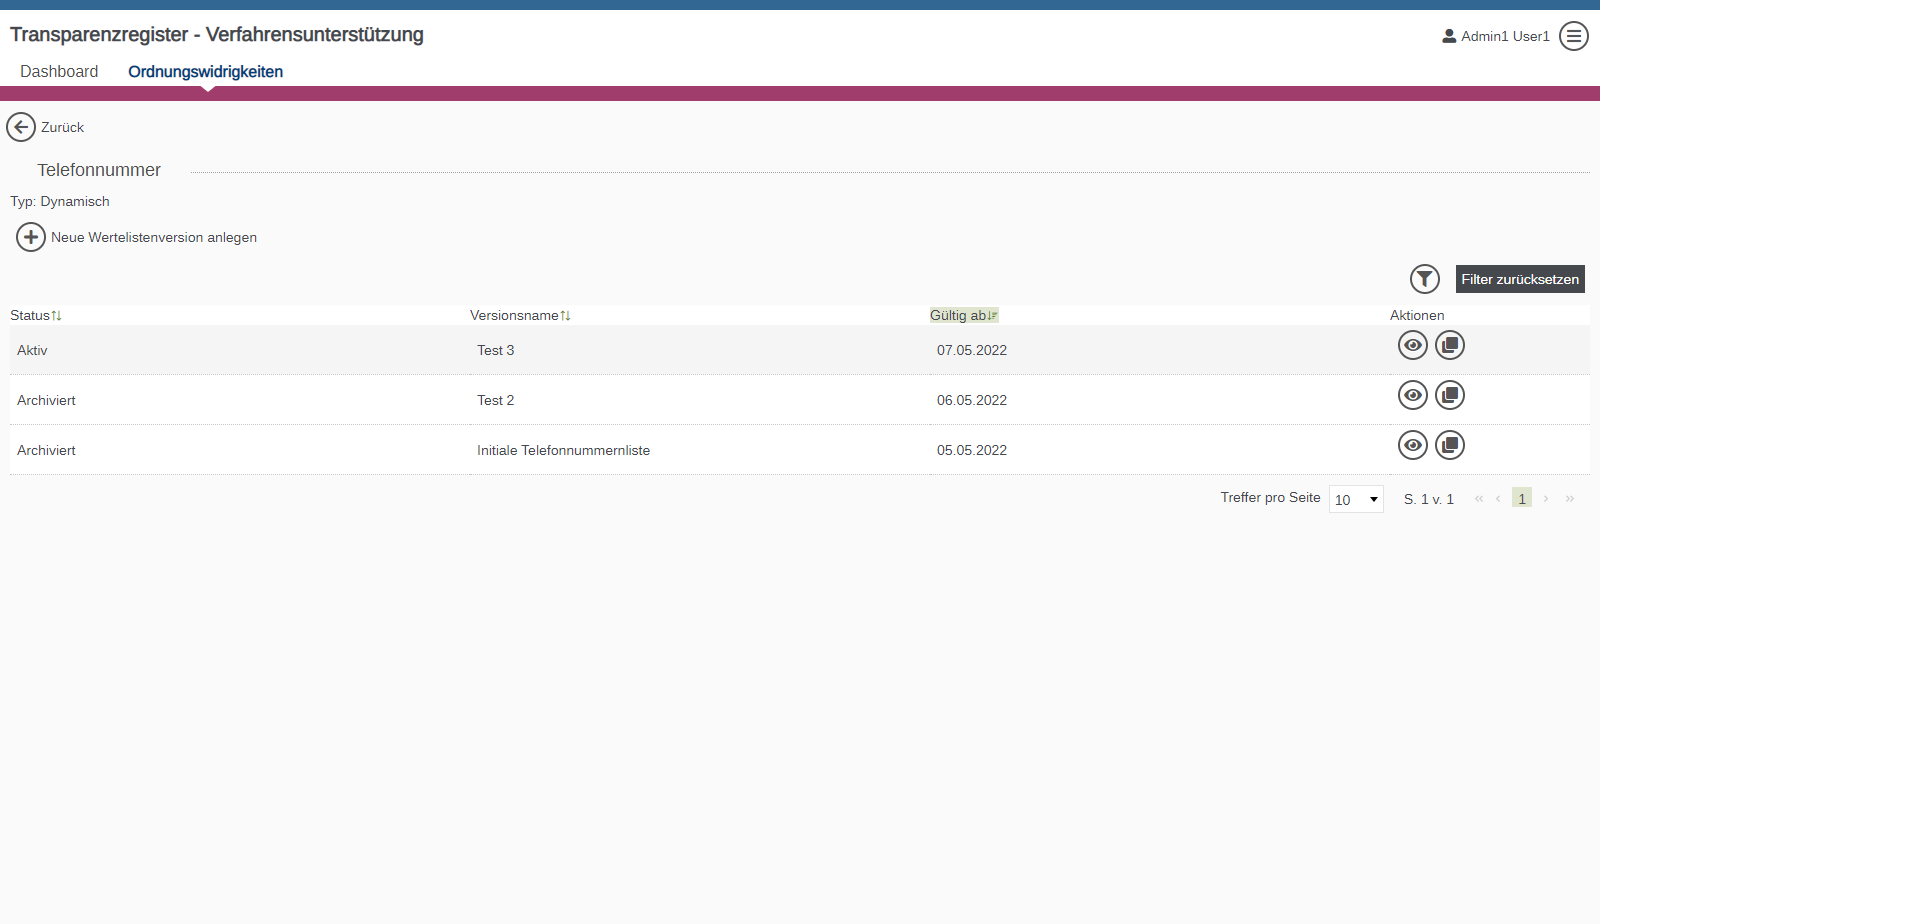 Transparenzregister - Verfahrensunterstützung
Admin1 User1
Dashboard Ordnungswidrigkeiten
Zurück
Telefonnummer
Typ: Dynamisch
Neue Wertelistenversion anlegen
Filter zurücksetzen
Status Versionsname Gültig ab Aktionen
Aktiv Test 3 07.05.2022
Archiviert Test 2 06.05.2022
Archiviert Initiale Telefonnummernliste 05.05.2022
Treffer pro Seite 10 S. 1 v. 1 « ‹ 1 › »